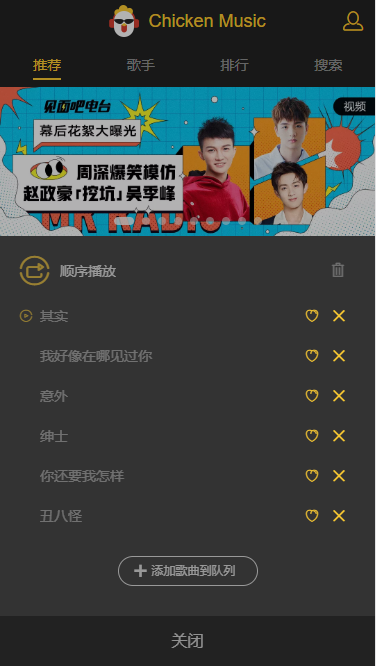 Chicken Music
推荐
歌手
排行
搜索
见面吧电台
视频
幕后花絮大曝光
周深爆笑模仿
赵政豪「挖坑」吴季峰
MR RADIO
顺序播放
其实
我好像在哪见过你
意外
绅士
你还要我怎样
丑八怪
添加歌曲到队列
关闭